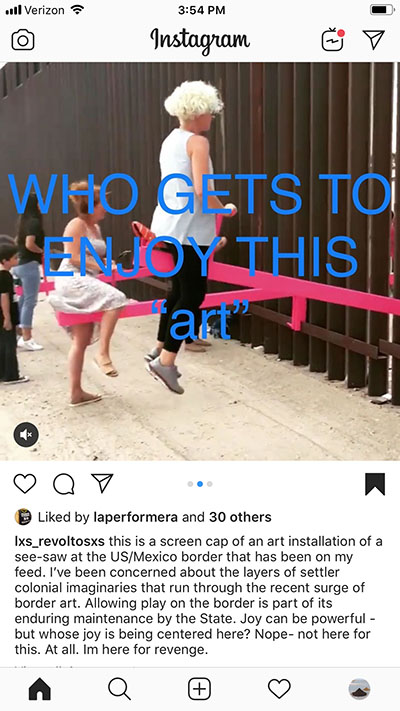 Verizon 3:54 PM
Instagram
WHO GETS TO
ENJOY THIS
“art”
Liked by laperformera and 30 others
lxs_revoltosxs this is a screen cap of an art installation of a
see-saw at the US/Mexico border that has been on my
feed. I've been concerned about the layers of settler
colonial imaginaries that run through the recent surge of
border art. Allowing play on the border is part of its
enduring maintenance by the State. Joy can be powerful -
but whose joy is being centered here? Nope- not here for
this. At all. Im here for revenge.